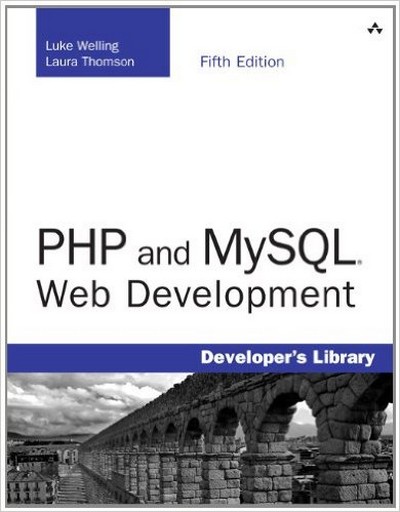 Luke Welling
Laura Thomson
Fifth Edition
PHP and MySQL®
Web Development
Developer's Library